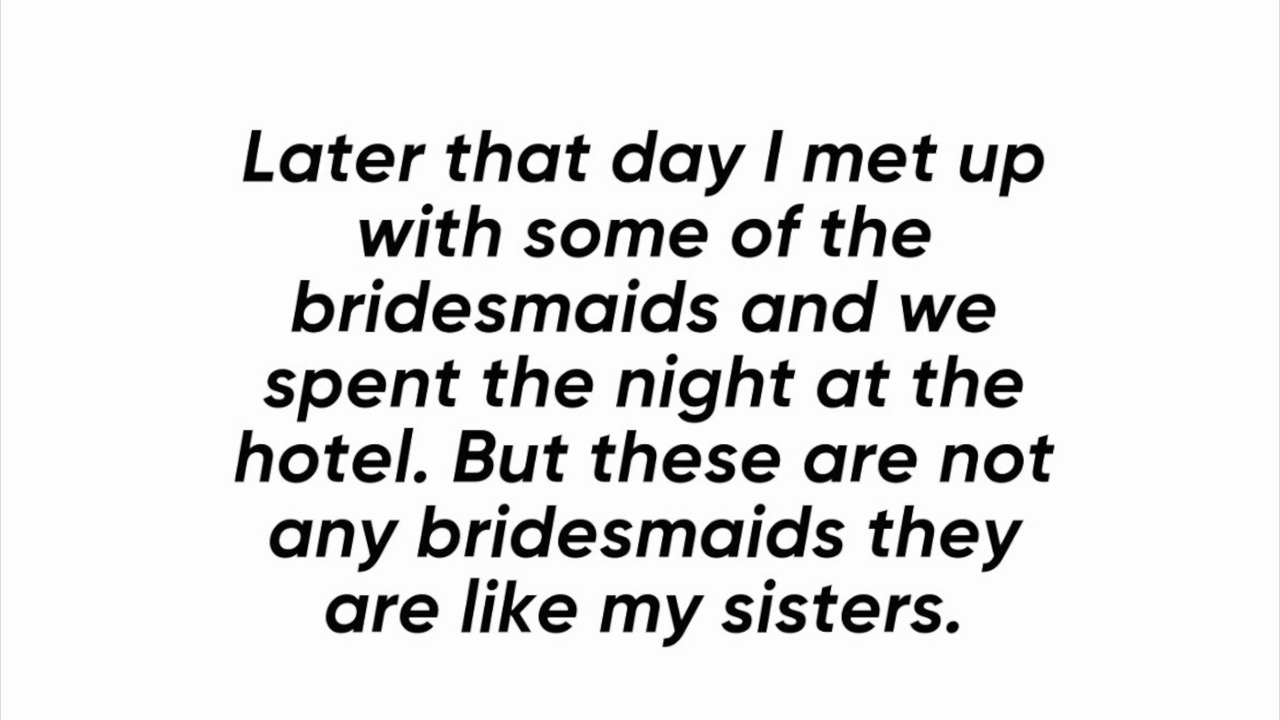 Later that day I met up
with some of the
bridesmaids and we
spent the night at the
hotel. But these are not
any bridesmaids they
are like my sisters.